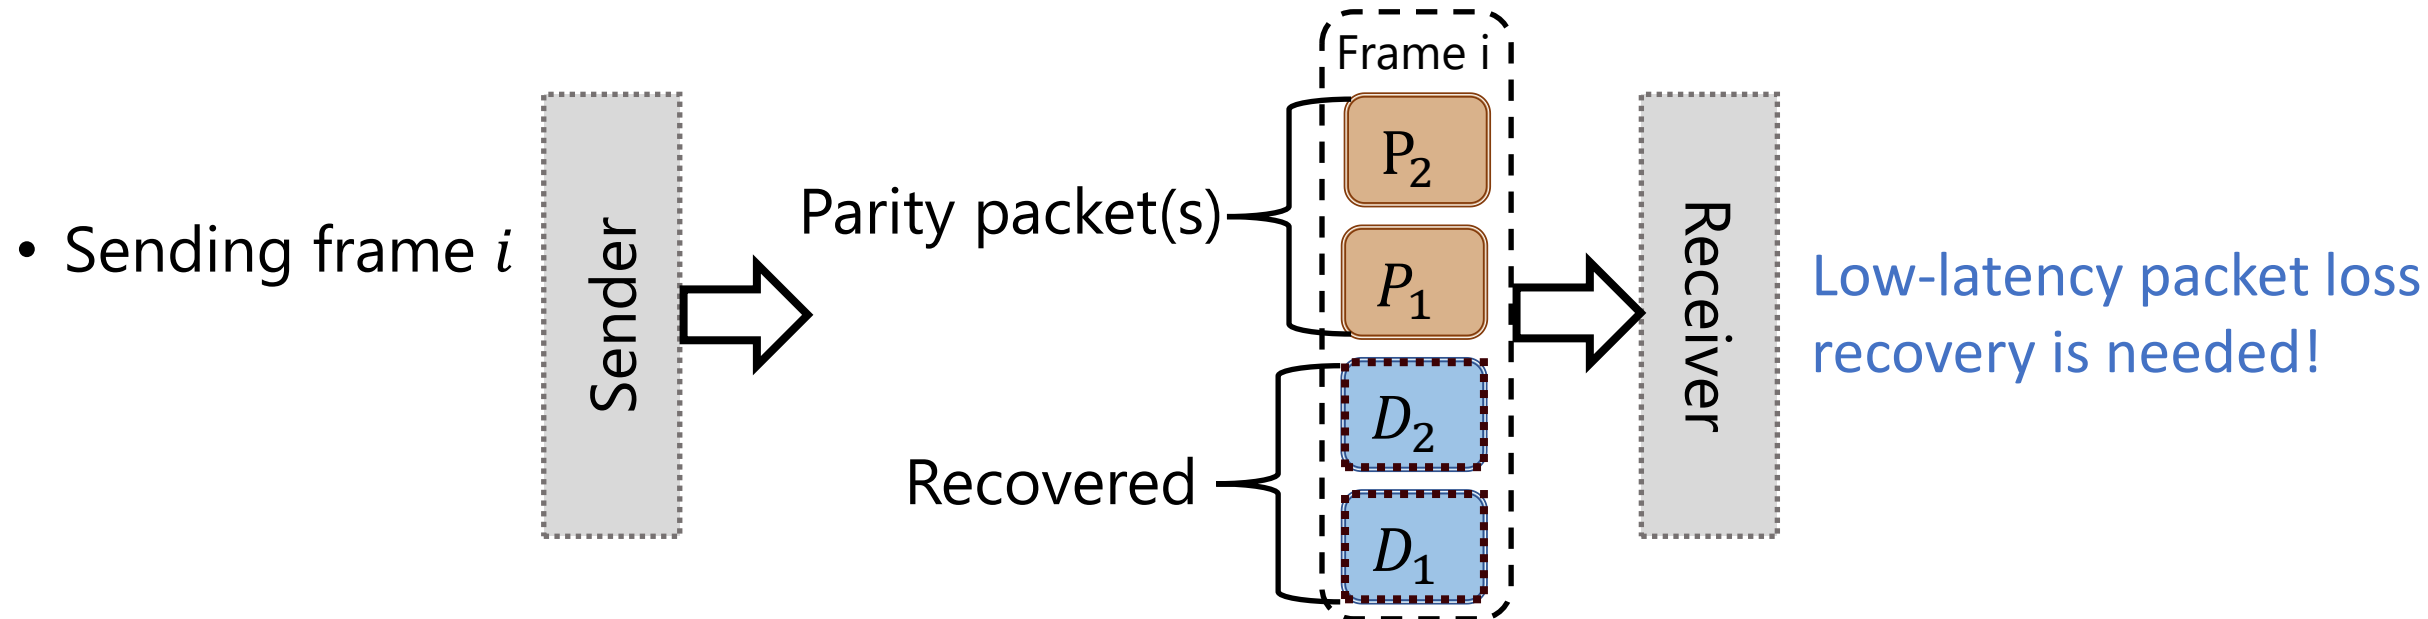 • Sending frame i
Sender
Parity packet(s)
Recovered
Frame i
P₂
P₁
D₂
D₁
Receiver
Low-latency packet loss
recovery is needed!